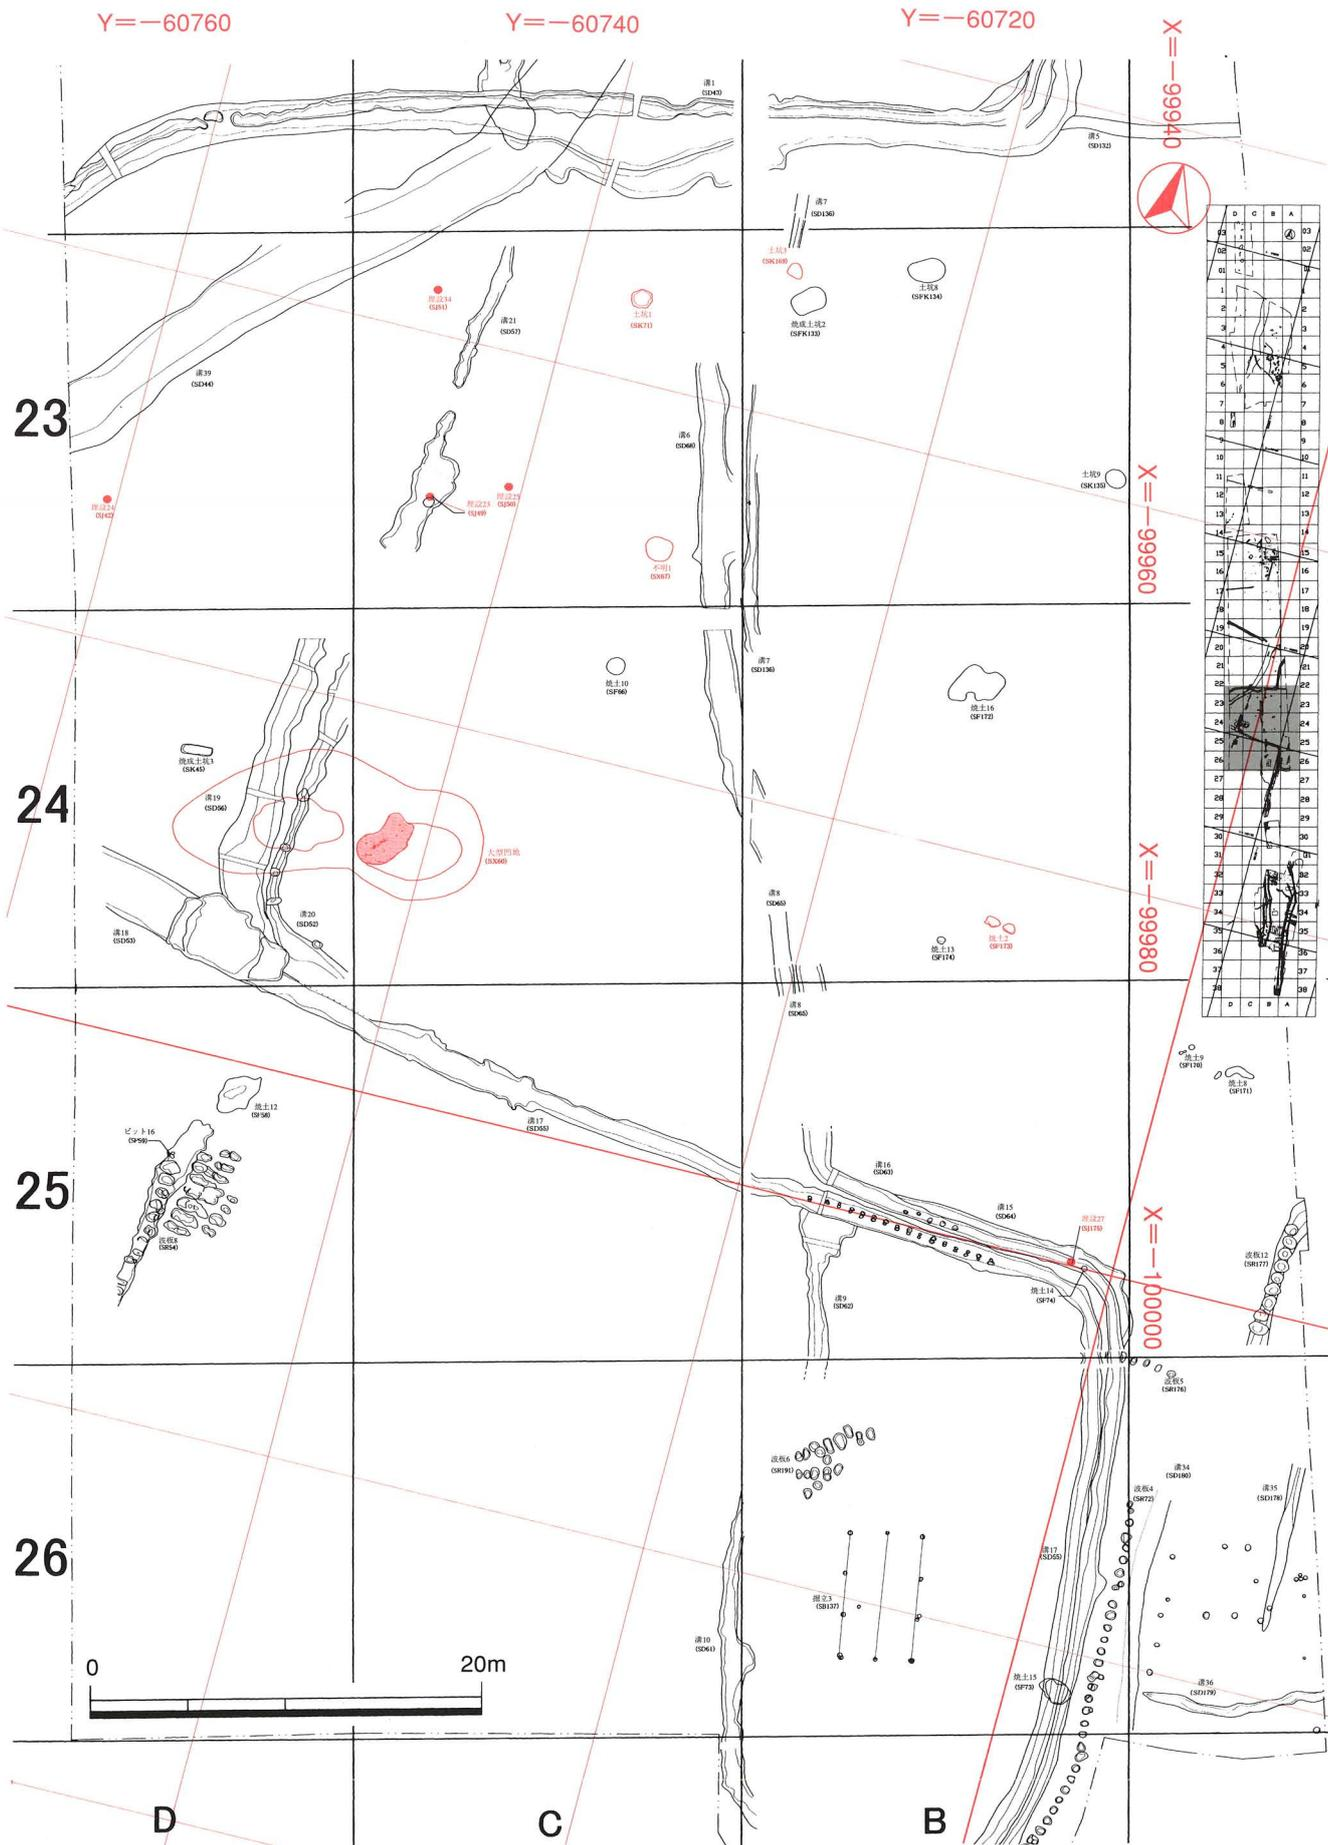 Y=-60760
Y=-60740
Y=-60720
X=-99940
溝1
(SD43)
溝5
(SD132)
溝7
(SD136)
土坑8
(SFK134)
焼成土坑2
(SFK133)
土坑1
(SK71)
埋設34
(SJ51)
溝21
(SD57)
溝39
(SD44)
23
溝6
(SD68)
土坑9
(SK135)
X=-99960
埋設24
(SJ42)
埋設23
(SJ49)
埋設25
(SJ50)
不明1
(SX67)
焼土10
(SF66)
溝7
(SD136)
焼土16
(SF172)
焼成土坑3
(SK45)
24
溝19
(SD56)
大型凹地
(SX60)
X=-99980
溝8
(SD65)
溝18
(SD53)
溝20
(SD52)
焼土13
(SF174)
焼土2
(SF173)
溝8
(SD65)
焼土9
(SF170)
焼土8
(SF171)
焼土12
(SF58)
ピット16
(SP59)
溝17
(SD55)
25
溝16
(SD63)
溝15
(SD64)
埋設27
(SJ175)
波板8
(SR54)
波板12
(SR177)
X=-100000
焼土14
(SF74)
溝9
(SD62)
波板5
(SR176)
波板6
(SR191)
溝34
(SD180)
波板4
(SR72)
溝35
(SD178)
26
溝17
(SD55)
掘立3
(SB137)
溝10
(SD61)
焼土15
(SF73)
溝36
(SD179)
0
20m
D
C
B